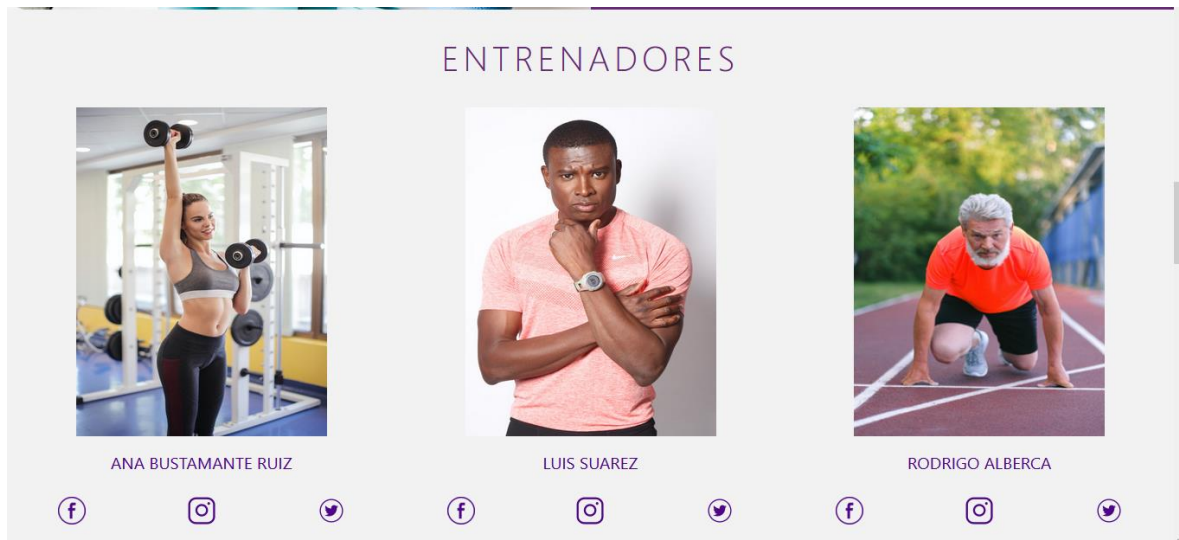 ENTRENADORES
ANA BUSTAMANTE RUIZ
LUIS SUAREZ
RODRIGO ALBERCA